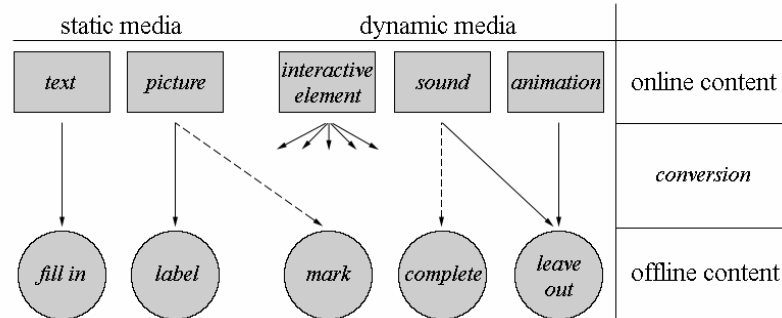 static media dynamic media
text picture interactive element sound animation online content
conversion
fill in label mark complete leave out offline content